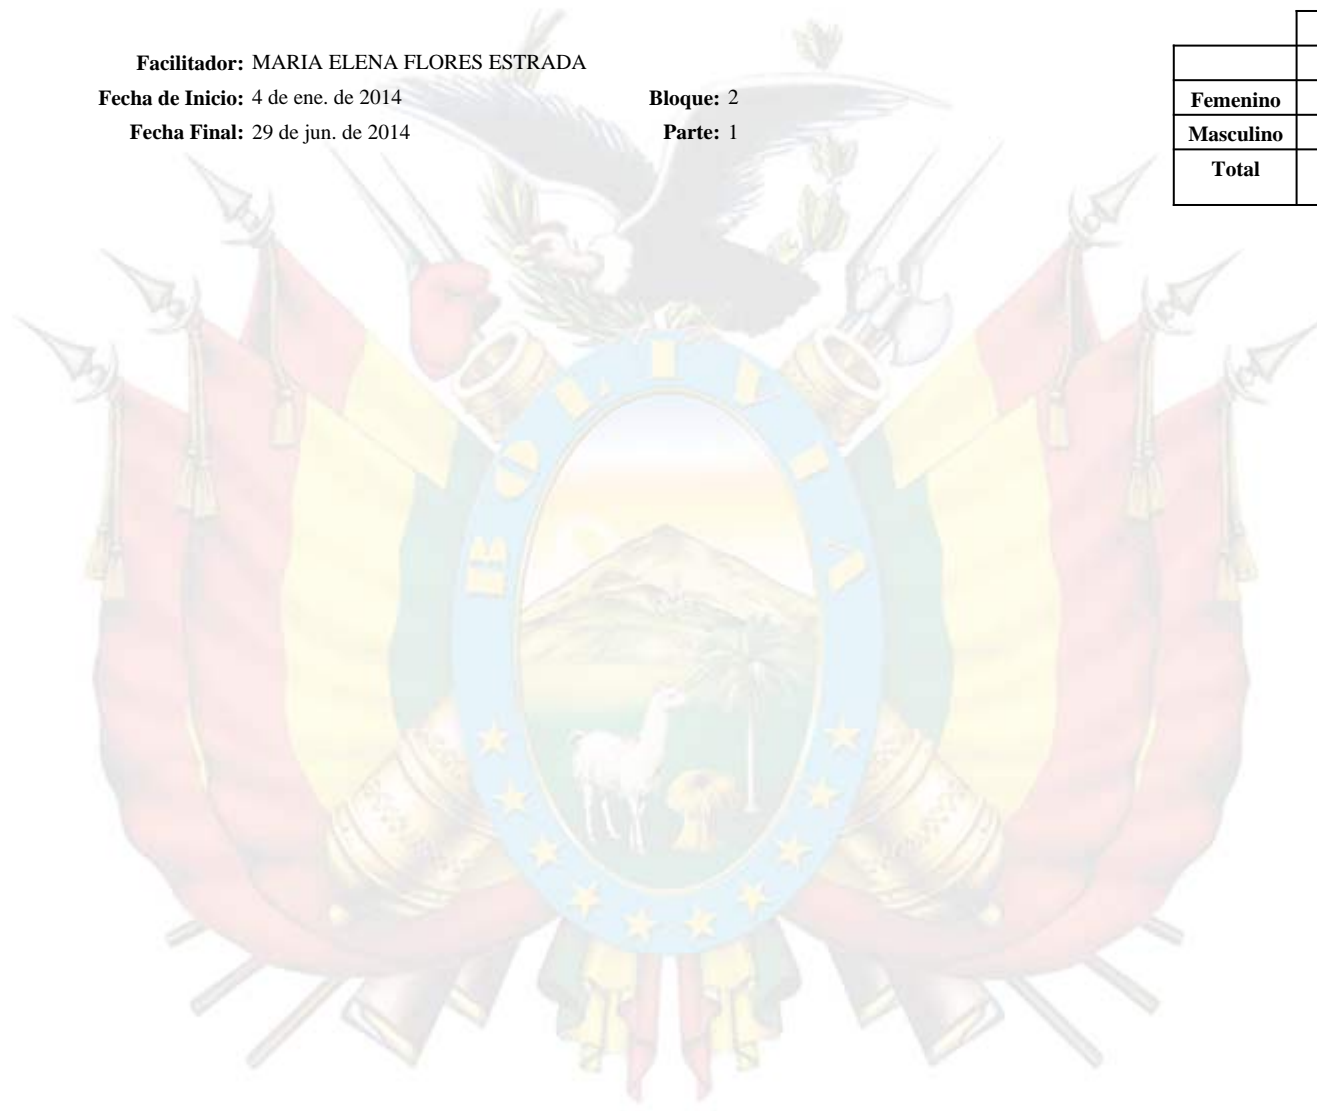 Facilitador: MARIA ELENA FLORES ESTRADA
Fecha de Inicio: 4 de ene. de 2014 Bloque: 2
Fecha Final: 29 de jun. de 2014 Parte: 1
Femenino
Masculino
Total
BOLIVIA